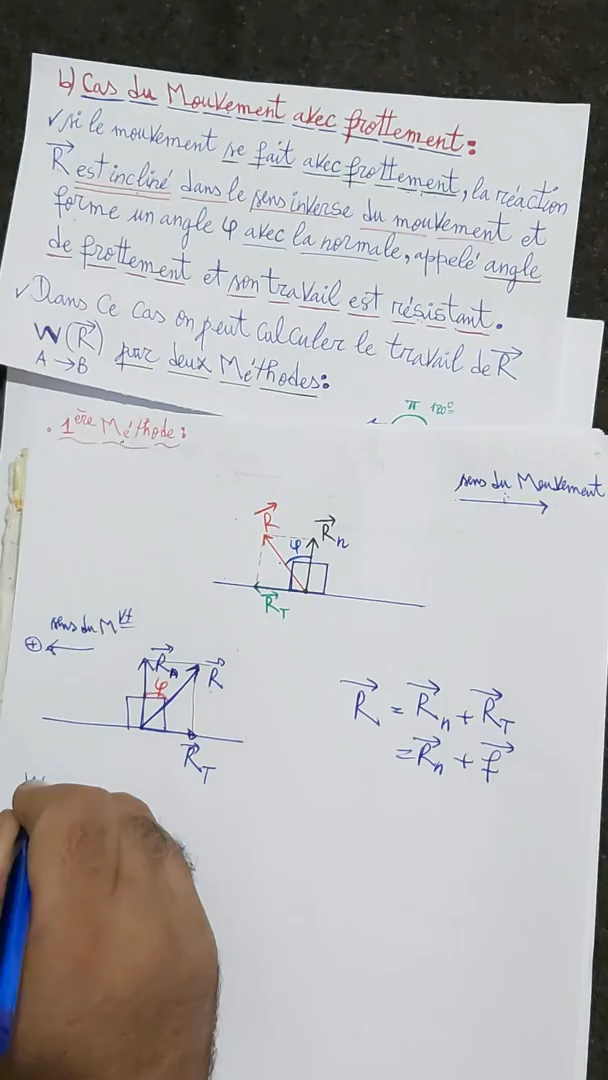 b) Cas du Mouvement avec frottement:
✓ si le mouvement se fait avec frottement, la réaction
R⃗ est incliné dans le sens inverse du mouvement et
forme un angle φ avec la normale, appelé angle
de frottement et son travail est résistant.
✓ Dans ce cas on peut calculer le travail de R⃗
W(R⃗) par deux Méthodes:
A → B
π 180°
. 1ère Méthode:
sens du Mouvement
R⃗
R⃗n
φ
R⃗T
sens du Mvt
⊕
R⃗n
R⃗
φ
R⃗T
R⃗ = R⃗n + R⃗T
= R⃗n + f⃗
W